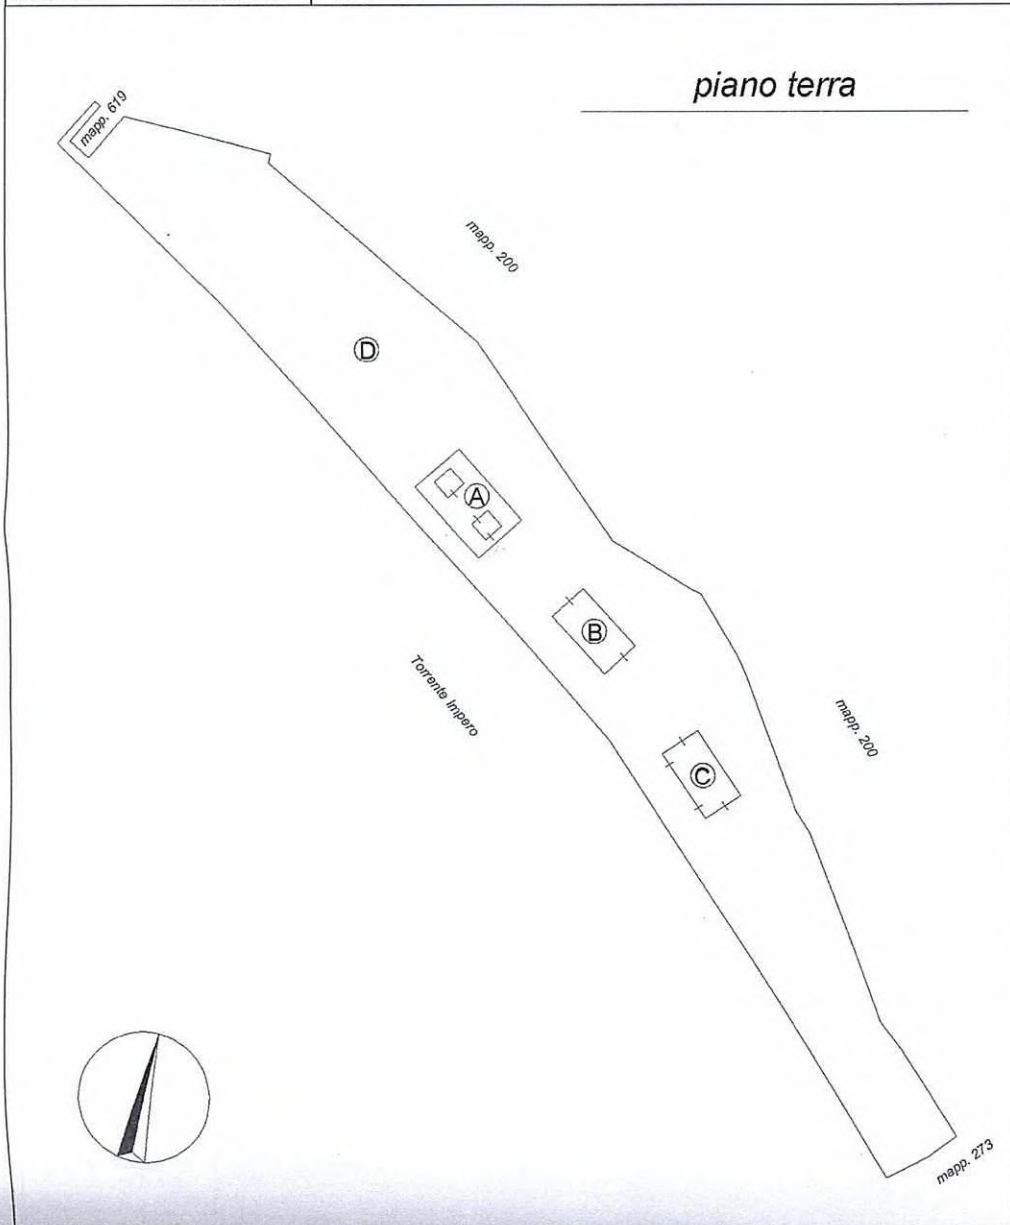 piano terra
mapp. 619
mapp. 200
D
A
B
Torrente Impero
mapp. 200
C
mapp. 273